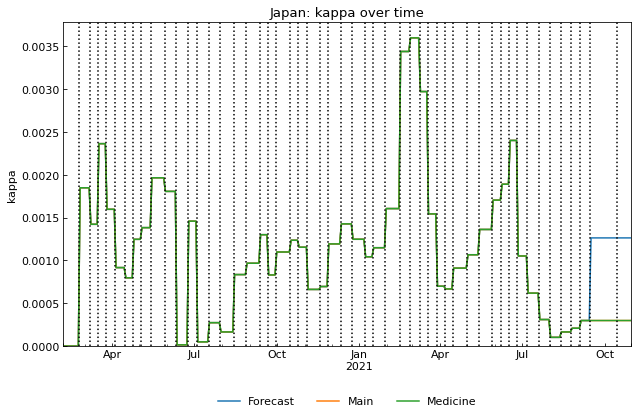 Japan: kappa over time
kappa
0.0035
0.0030
0.0025
0.0020
0.0015
0.0010
0.0005
0.0000
Apr Jul Oct Jan Apr Jul Oct
2021
Forecast Main Medicine